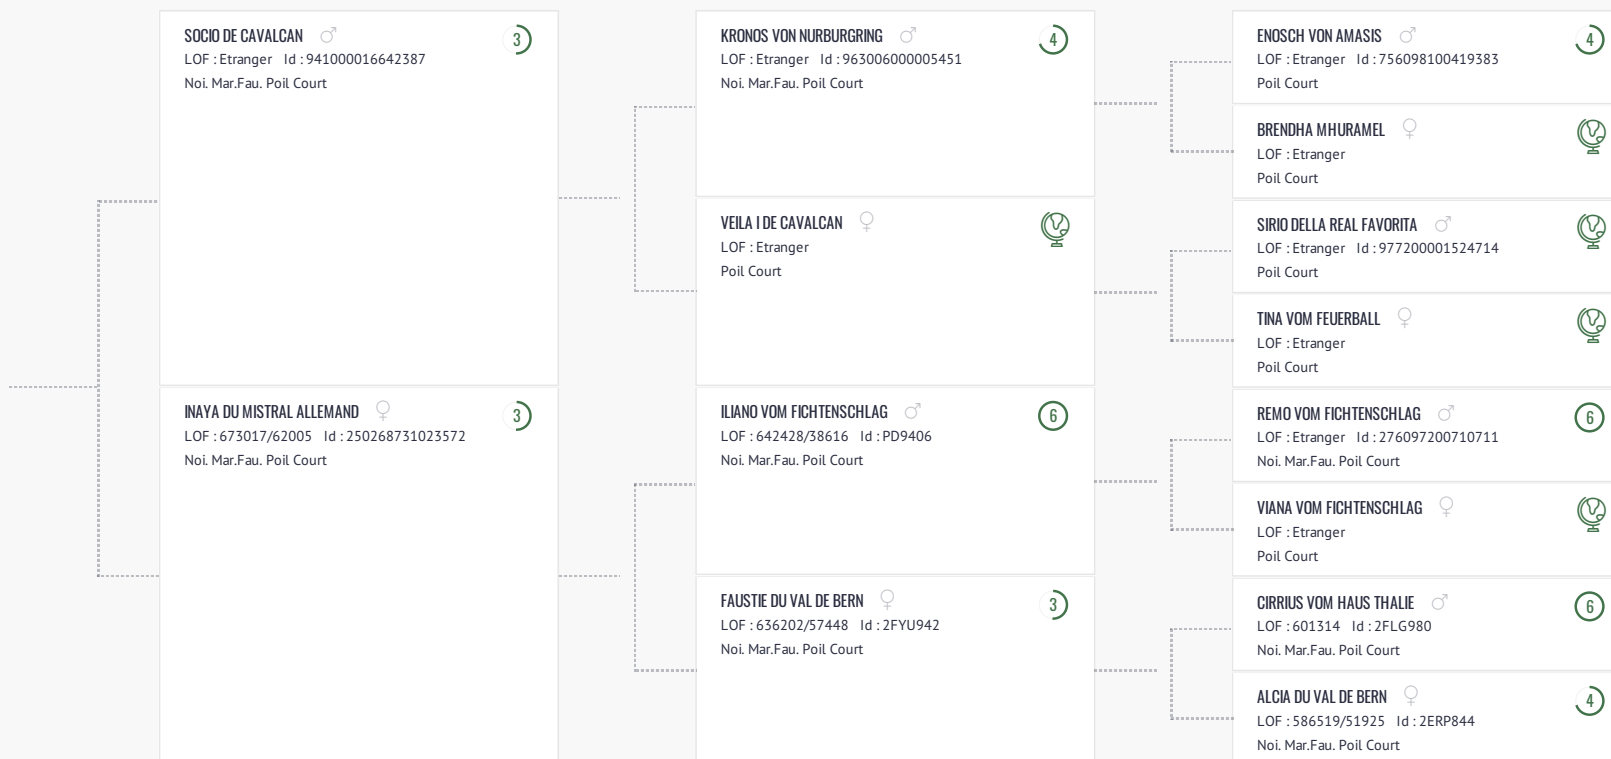 SOCIO DE CAVALCAN
3
LOF : Etranger Id : 941000016642387
Noi. Mar.Fau. Poil Court
INAYA DU MISTRAL ALLEMAND
3
LOF : 673017/62005 Id : 250268731023572
Noi. Mar.Fau. Poil Court
KRONOS VON NURBURGRING
4
LOF : Etranger Id : 963006000005451
Noi. Mar.Fau. Poil Court
VEILA I DE CAVALCAN
LOF : Etranger
Poil Court
ILIANO VOM FICHTENSCHLAG
6
LOF : 642428/38616 Id : PD9406
Noi. Mar.Fau. Poil Court
FAUSTIE DU VAL DE BERN
3
LOF : 636202/57448 Id : 2FYU942
Noi. Mar.Fau. Poil Court
ENOSCH VON AMASIS
4
LOF : Etranger Id : 756098100419383
Poil Court
BRENDHA MHURAMEL
LOF : Etranger
Poil Court
SIRIO DELLA REAL FAVORITA
LOF : Etranger Id : 977200001524714
Poil Court
TINA VOM FEUERBALL
LOF : Etranger
Poil Court
REMO VOM FICHTENSCHLAG
6
LOF : Etranger Id : 276097200710711
Noi. Mar.Fau. Poil Court
VIANA VOM FICHTENSCHLAG
LOF : Etranger
Poil Court
CIRRIUS VOM HAUS THALIE
6
LOF : 601314 Id : 2FLG980
Noi. Mar.Fau. Poil Court
ALCIA DU VAL DE BERN
4
LOF : 586519/51925 Id : 2ERP844
Noi. Mar.Fau. Poil Court